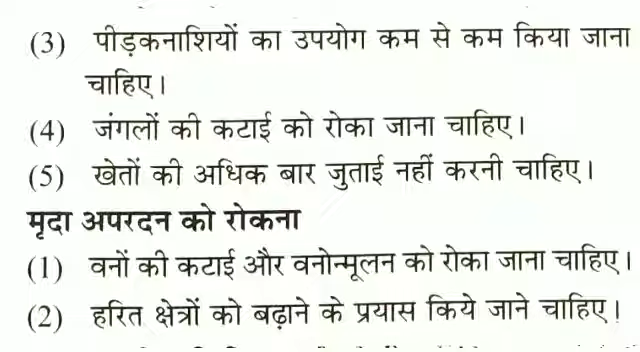 (3) पीड़कनाशियों का उपयोग कम से कम किया जाना
चाहिए।
(4) जंगलों की कटाई को रोका जाना चाहिए।
(5) खेतों की अधिक बार जुताई नहीं करनी चाहिए।
मृदा अपरदन को रोकना
(1) वनों की कटाई और वनोन्मूलन को रोका जाना चाहिए।
(2) हरित क्षेत्रों को बढ़ाने के प्रयास किये जाने चाहिए।